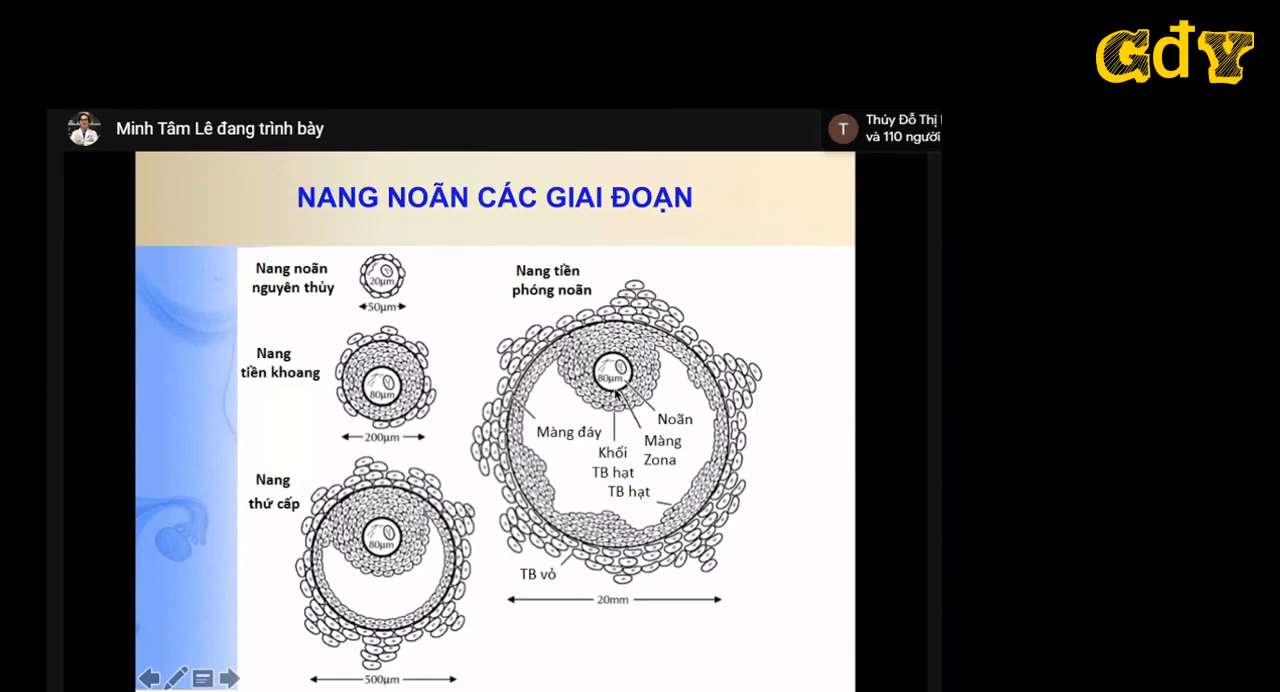 GđY
Minh Tâm Lê đang trình bày
T
Thúy Đỗ Thị
và 110 người
NANG NOÃN CÁC GIAI ĐOẠN
Nang noãn
nguyên thủy
20µm
50µm
Nang
tiền khoang
80µm
200µm
Nang
thứ cấp
80µm
500µm
Nang tiền
phóng noãn
80µm
Noãn
Màng đáy
Màng
Zona
Khối
TB hạt
TB hạt
TB vỏ
20mm